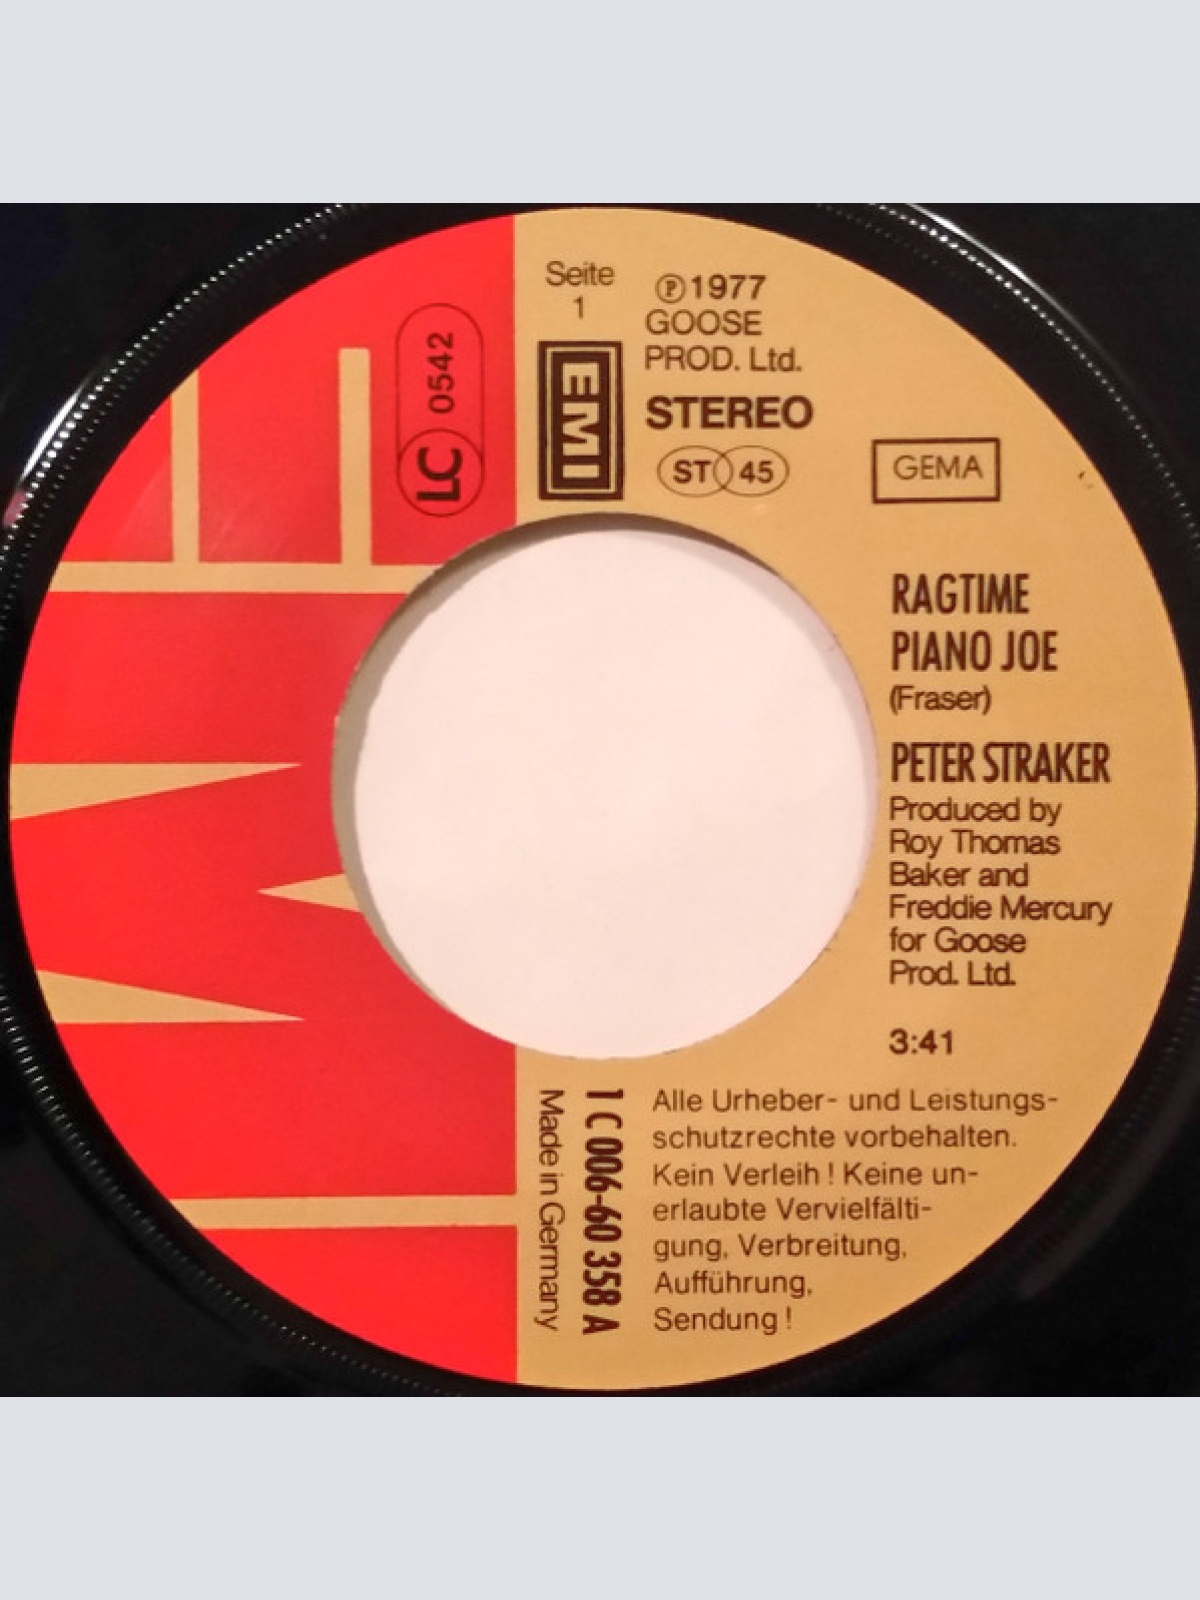 Seite
1
EMI
℗ 1977
GOOSE
PROD. Ltd.
STEREO
ST 45
GEMA
LC 0542
RAGTIME
PIANO JOE
(Fraser)
PETER STRAKER
Produced by
Roy Thomas
Baker and
Freddie Mercury
for Goose
Prod. Ltd.
3:41
1 C 006-60 358 A
Made in Germany
Alle Urheber- und Leistungs-
schutzrechte vorbehalten.
Kein Verleih! Keine un-
erlaubte Vervielfälti-
gung, Verbreitung,
Aufführung,
Sendung!